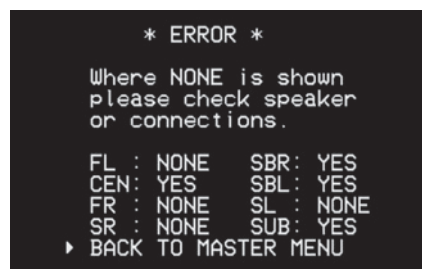 * ERROR *
Where NONE is shown
please check speaker
or connections.
FL : NONE SBR: YES
CEN: YES SBL: YES
FR : NONE SL : NONE
SR : NONE SUB: YES
▸ BACK TO MASTER MENU